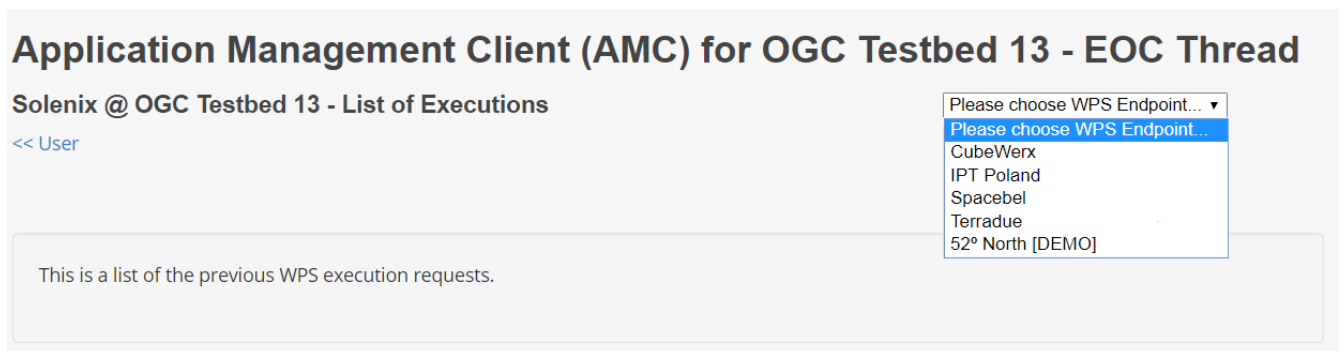 Application Management Client (AMC) for OGC Testbed 13 - EOC Thread
Solenix @ OGC Testbed 13 - List of Executions
Please choose WPS Endpoint...
<< User
Please choose WPS Endpoint...
CubeWerx
IPT Poland
Spacebel
Terradue
52º North [DEMO]
This is a list of the previous WPS execution requests.